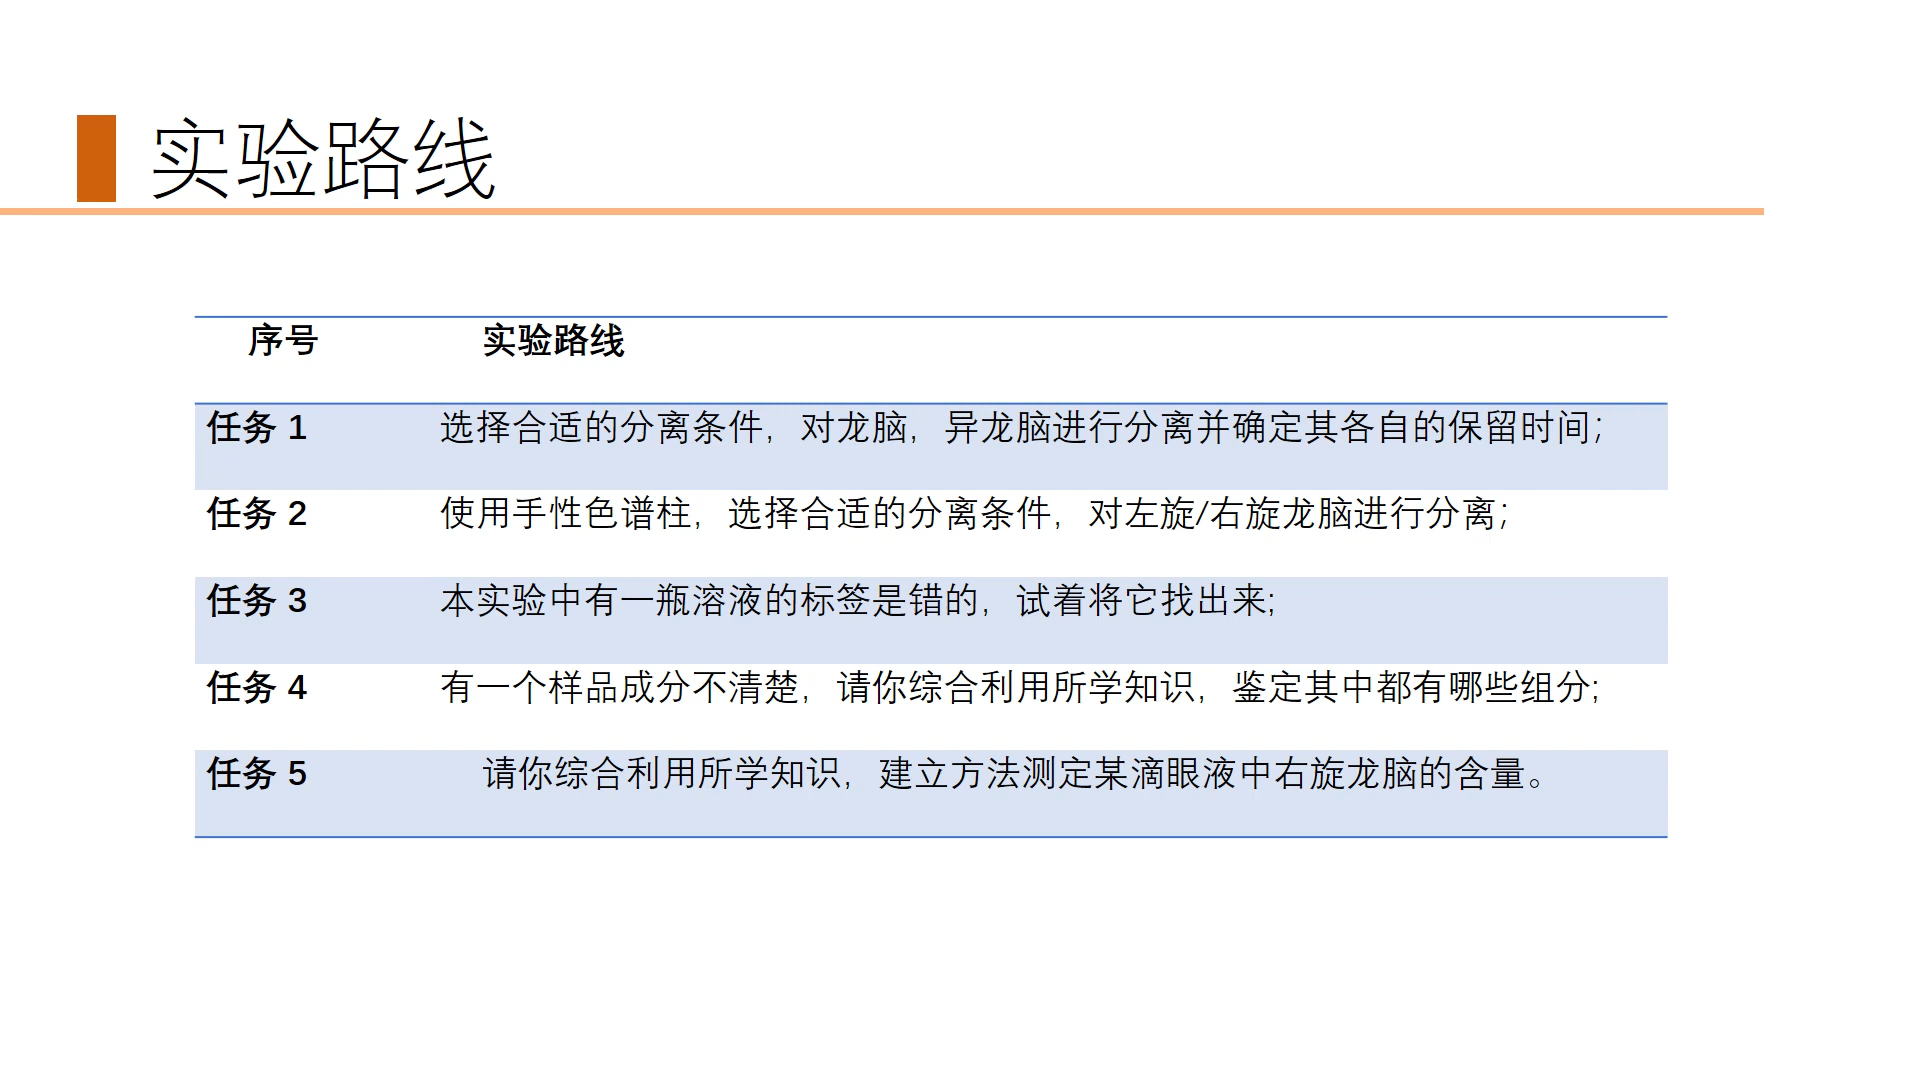 实验路线
序号 实验路线
任务 1 选择合适的分离条件，对龙脑，异龙脑进行分离并确定其各自的保留时间；
任务 2 使用手性色谱柱，选择合适的分离条件，对左旋/右旋龙脑进行分离；
任务 3 本实验中有一瓶溶液的标签是错的，试着将它找出来;
任务 4 有一个样品成分不清楚，请你综合利用所学知识，鉴定其中都有哪些组分;
任务 5 请你综合利用所学知识，建立方法测定某滴眼液中右旋龙脑的含量。